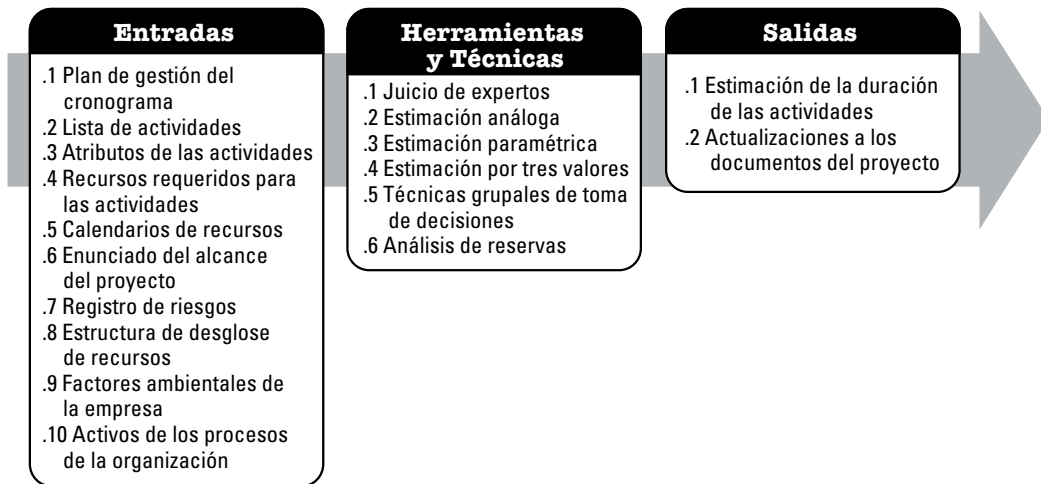 Entradas
.1 Plan de gestión del
cronograma
.2 Lista de actividades
.3 Atributos de las actividades
.4 Recursos requeridos para
las actividades
.5 Calendarios de recursos
.6 Enunciado del alcance
del proyecto
.7 Registro de riesgos
.8 Estructura de desglose
de recursos
.9 Factores ambientales de
la empresa
.10 Activos de los procesos
de la organización
Herramientas
y Técnicas
.1 Juicio de expertos
.2 Estimación análoga
.3 Estimación paramétrica
.4 Estimación por tres valores
.5 Técnicas grupales de toma
de decisiones
.6 Análisis de reservas
Salidas
.1 Estimación de la duración
de las actividades
.2 Actualizaciones a los
documentos del proyecto